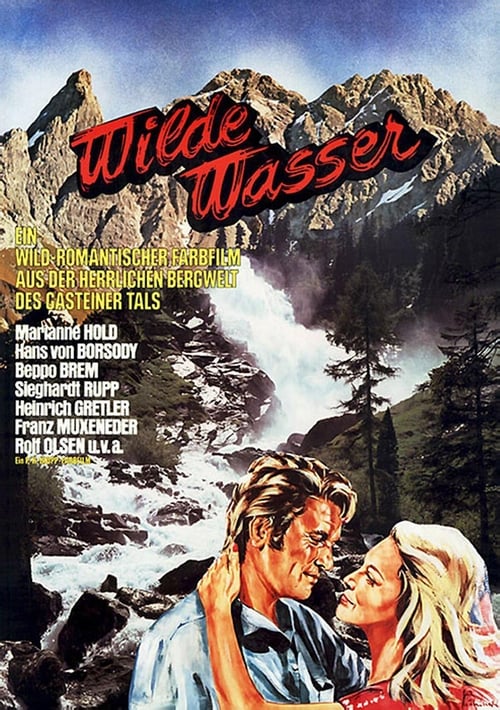 Wilde
Wasser
EIN
WILD-ROMANTISCHER FARBFILM
AUS DER HERRLICHEN BERGWELT
DES GASTEINER TALS
Marianne HOLD
Hans von BORSODY
Beppo BREM
Sieghardt RUPP
Heinrich GRETLER
Franz MUXENEDER
Rolf OLSEN u.v.a.